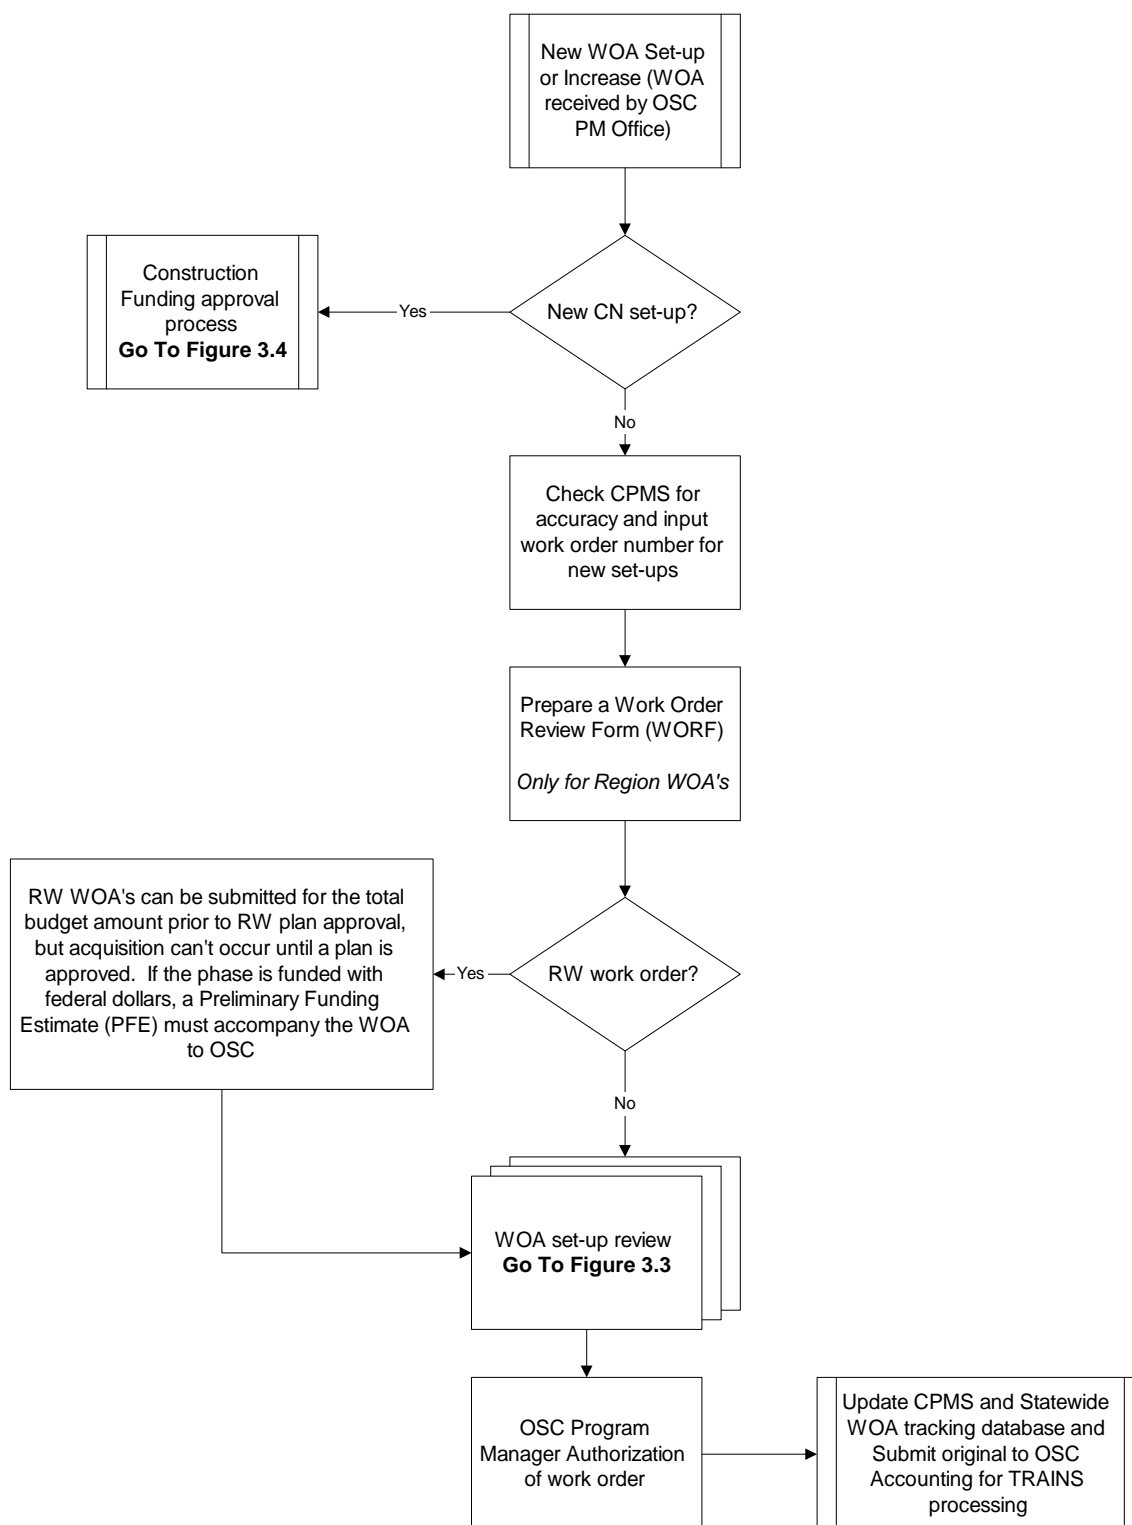 New WOA Set-up
or Increase (WOA
received by OSC
PM Office)
New CN set-up?
Yes
Construction
Funding approval
process
Go To Figure 3.4
No
Check CPMS for
accuracy and input
work order number for
new set-ups
Prepare a Work Order
Review Form (WORF)
Only for Region WOA's
RW work order?
Yes
RW WOA's can be submitted for the total
budget amount prior to RW plan approval,
but acquisition can't occur until a plan is
approved.  If the phase is funded with
federal dollars, a Preliminary Funding
Estimate (PFE) must accompany the WOA
to OSC
No
WOA set-up review
Go To Figure 3.3
OSC Program
Manager Authorization
of work order
Update CPMS and Statewide
WOA tracking database and
Submit original to OSC
Accounting for TRAINS
processing